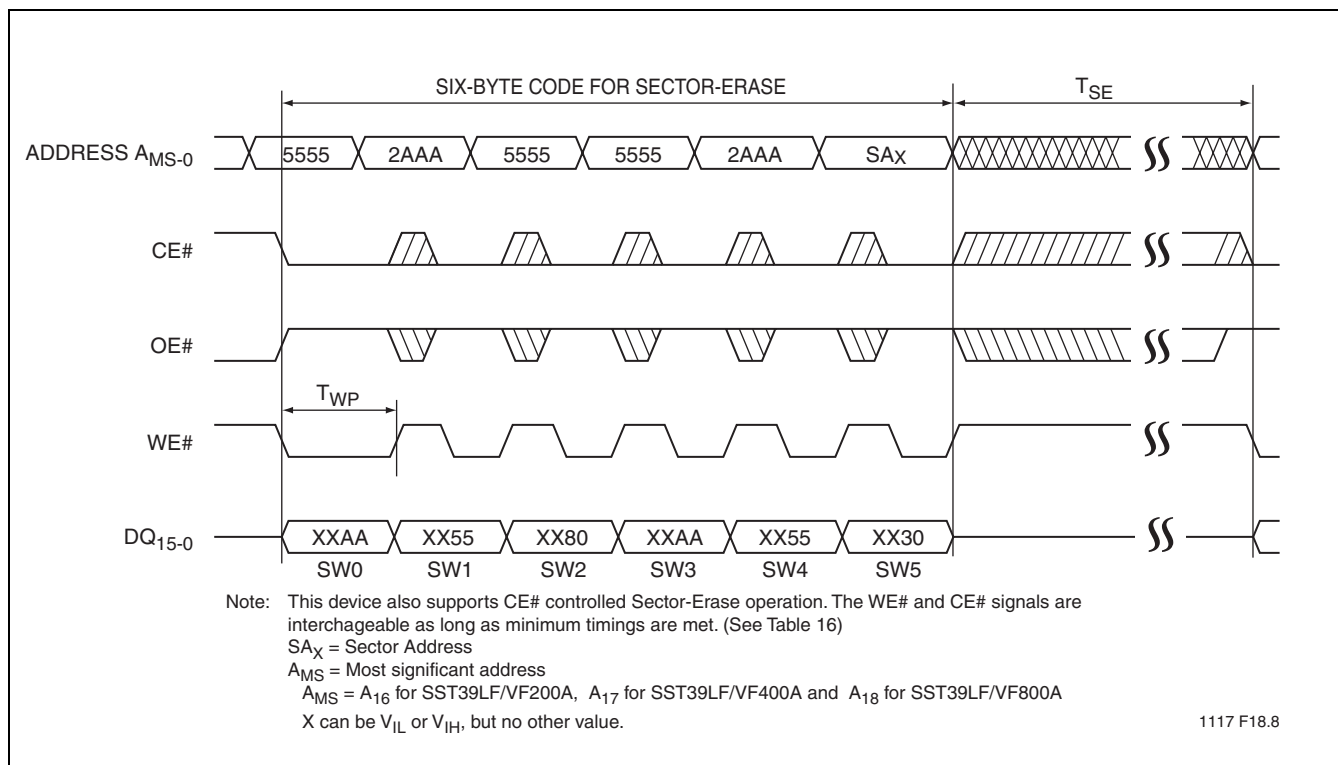 SIX-BYTE CODE FOR SECTOR-ERASE TSE
ADDRESS AMS-0 5555 2AAA 5555 5555 2AAA SAX
CE#
OE#
TWP
WE#
DQ15-0 XXAA XX55 XX80 XXAA XX55 XX30
SW0 SW1 SW2 SW3 SW4 SW5
Note: This device also supports CE# controlled Sector-Erase operation. The WE# and CE# signals are
interchageable as long as minimum timings are met. (See Table 16)
SAX = Sector Address
AMS = Most significant address
AMS = A16 for SST39LF/VF200A, A17 for SST39LF/VF400A and A18 for SST39LF/VF800A
X can be VIL or VIH, but no other value.
1117 F18.8